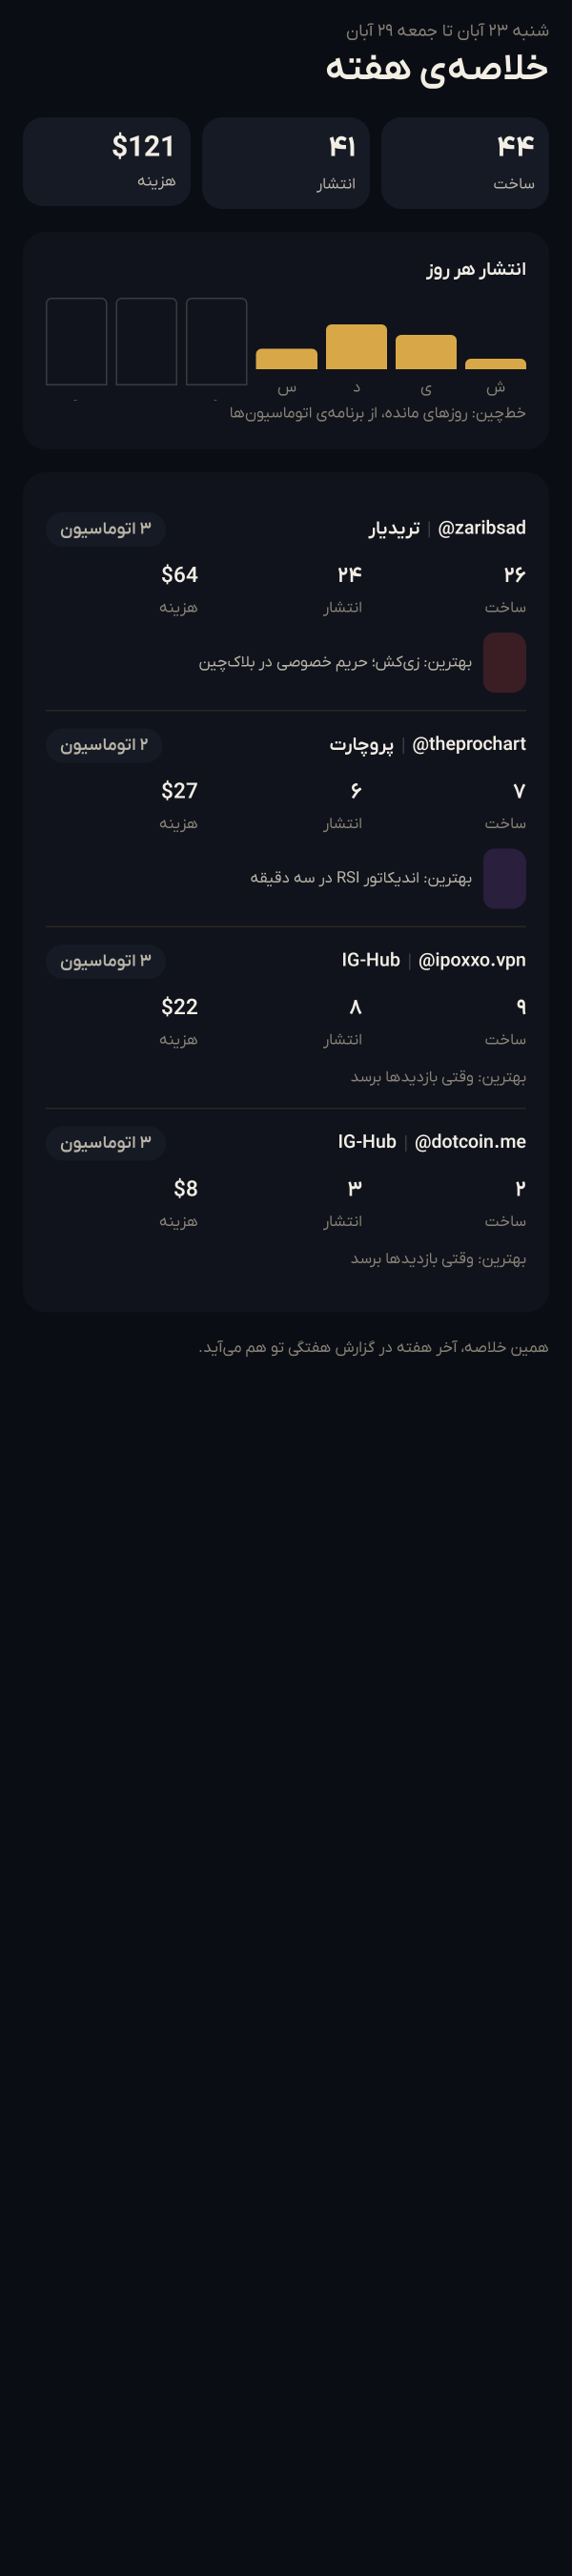 شنبه ۲۳ آبان تا جمعه ۲۹ آبان
خلاصه‌ی هفته
۴۴ ۴۱ $121
ساخت انتشار هزینه
انتشار هر روز
ش ی د س
خط‌چین: روزهای مانده، از برنامه‌ی اتوماسیون‌ها
@zaribsad | تریدیار ۳ اتوماسیون
۲۶ ۲۴ $64
ساخت انتشار هزینه
بهترین: زی‌کش؛ حریم خصوصی در بلاک‌چین
@theprochart | پروچارت ۲ اتوماسیون
۷ ۶ $27
ساخت انتشار هزینه
بهترین: اندیکاتور RSI در سه دقیقه
@ipoxxo.vpn | IG-Hub ۳ اتوماسیون
۹ ۸ $22
ساخت انتشار هزینه
بهترین: وقتی بازدیدها برسد
@dotcoin.me | IG-Hub ۳ اتوماسیون
۲ ۳ $8
ساخت انتشار هزینه
بهترین: وقتی بازدیدها برسد
همین خلاصه، آخر هفته در گزارش هفتگی تو هم می‌آید.